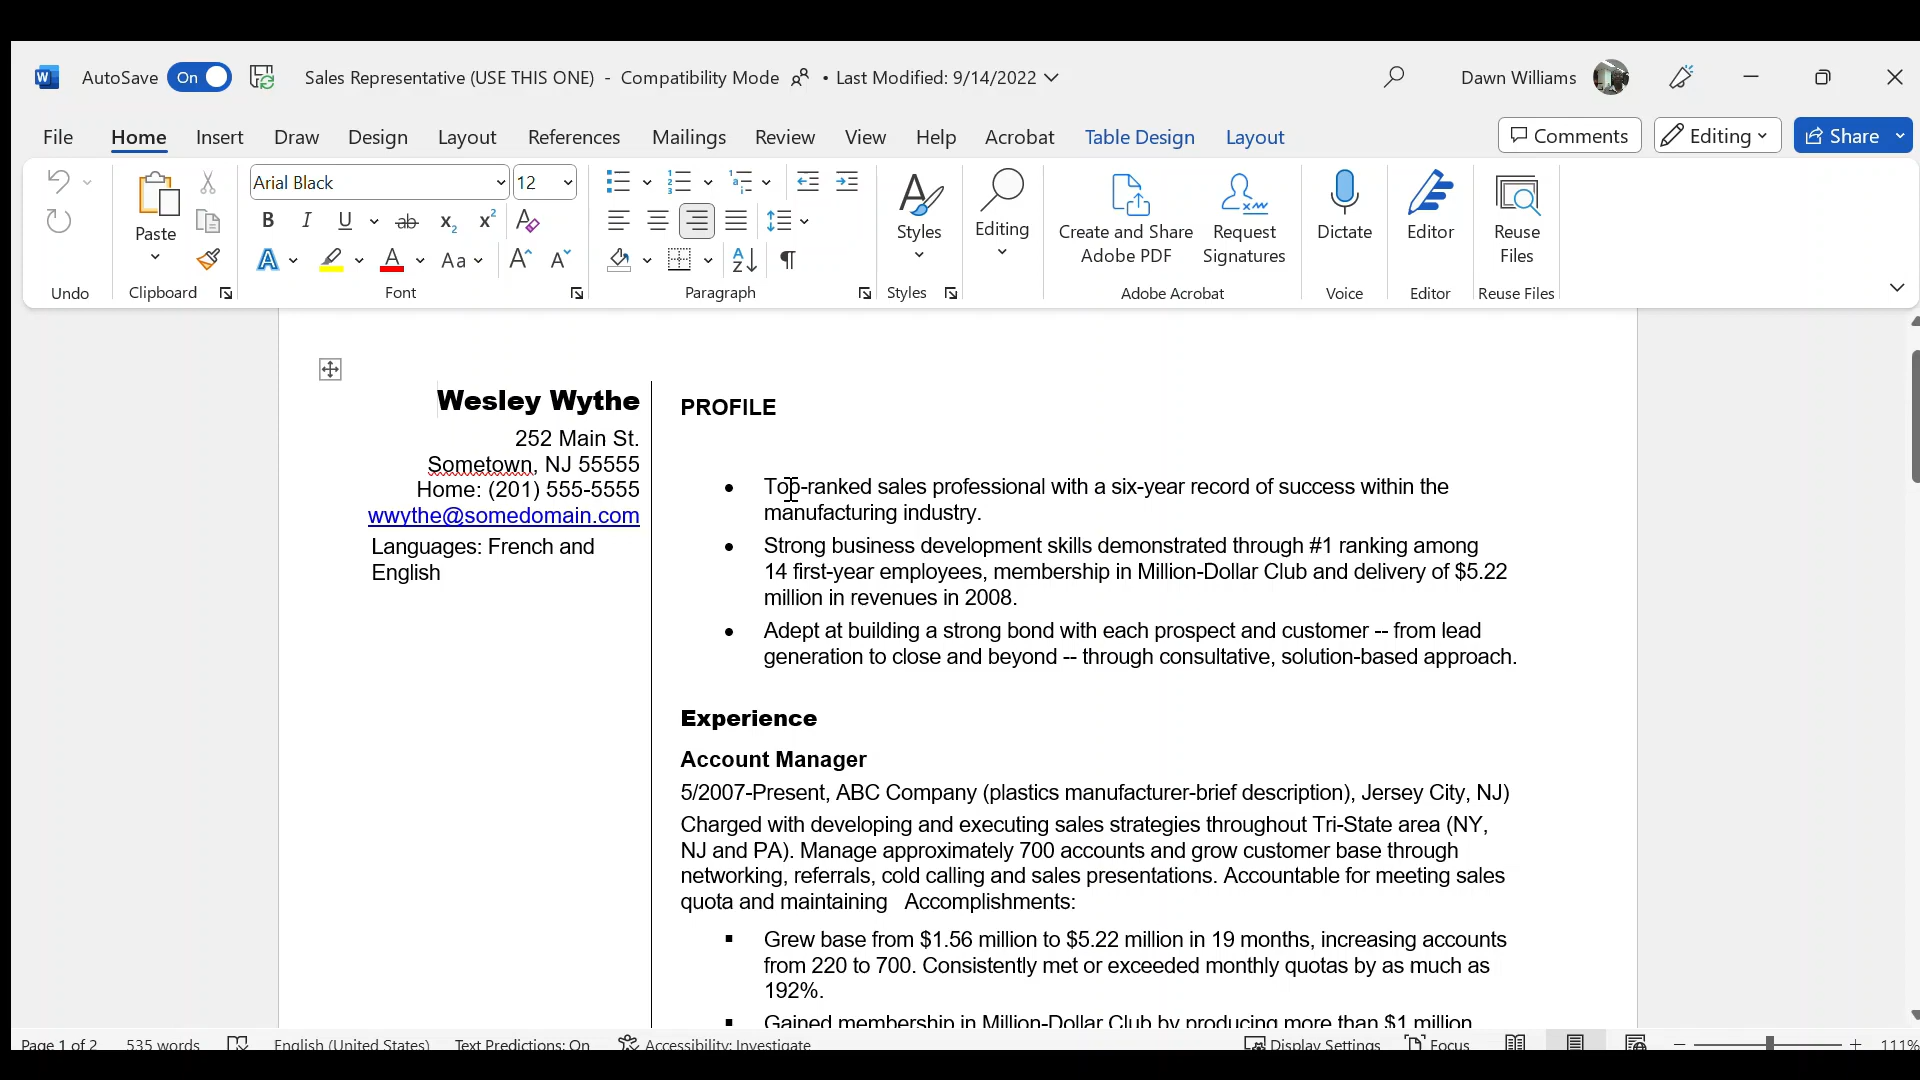 AutoSave On Sales Representative (USE THIS ONE) - Compatibility Mode • Last Modified: 9/14/2022 Dawn Williams
File Home Insert Draw Design Layout References Mailings Review View Help Acrobat Table Design Layout Comments Editing Share
Arial Black 12
Paste Styles Editing Create and Share Adobe PDF Request Signatures Dictate Editor Reuse Files
Undo Clipboard Font Paragraph Styles Adobe Acrobat Voice Editor Reuse Files
Wesley Wythe
252 Main St.
Sometown, NJ 55555
Home: (201) 555-5555
wwythe@somedomain.com
Languages: French and
English
PROFILE
• Top-ranked sales professional with a six-year record of success within the
manufacturing industry.
• Strong business development skills demonstrated through #1 ranking among
14 first-year employees, membership in Million-Dollar Club and delivery of $5.22
million in revenues in 2008.
• Adept at building a strong bond with each prospect and customer -- from lead
generation to close and beyond -- through consultative, solution-based approach.
Experience
Account Manager
5/2007-Present, ABC Company (plastics manufacturer-brief description), Jersey City, NJ)
Charged with developing and executing sales strategies throughout Tri-State area (NY,
NJ and PA). Manage approximately 700 accounts and grow customer base through
networking, referrals, cold calling and sales presentations. Accountable for meeting sales
quota and maintaining Accomplishments:
▪ Grew base from $1.56 million to $5.22 million in 19 months, increasing accounts
from 220 to 700. Consistently met or exceeded monthly quotas by as much as
192%.
▪ Gained membership in Million-Dollar Club by producing more than $1 million
Page 1 of 2 535 words English (United States) Text Predictions: On Accessibility: Investigate Display Settings Focus 111%